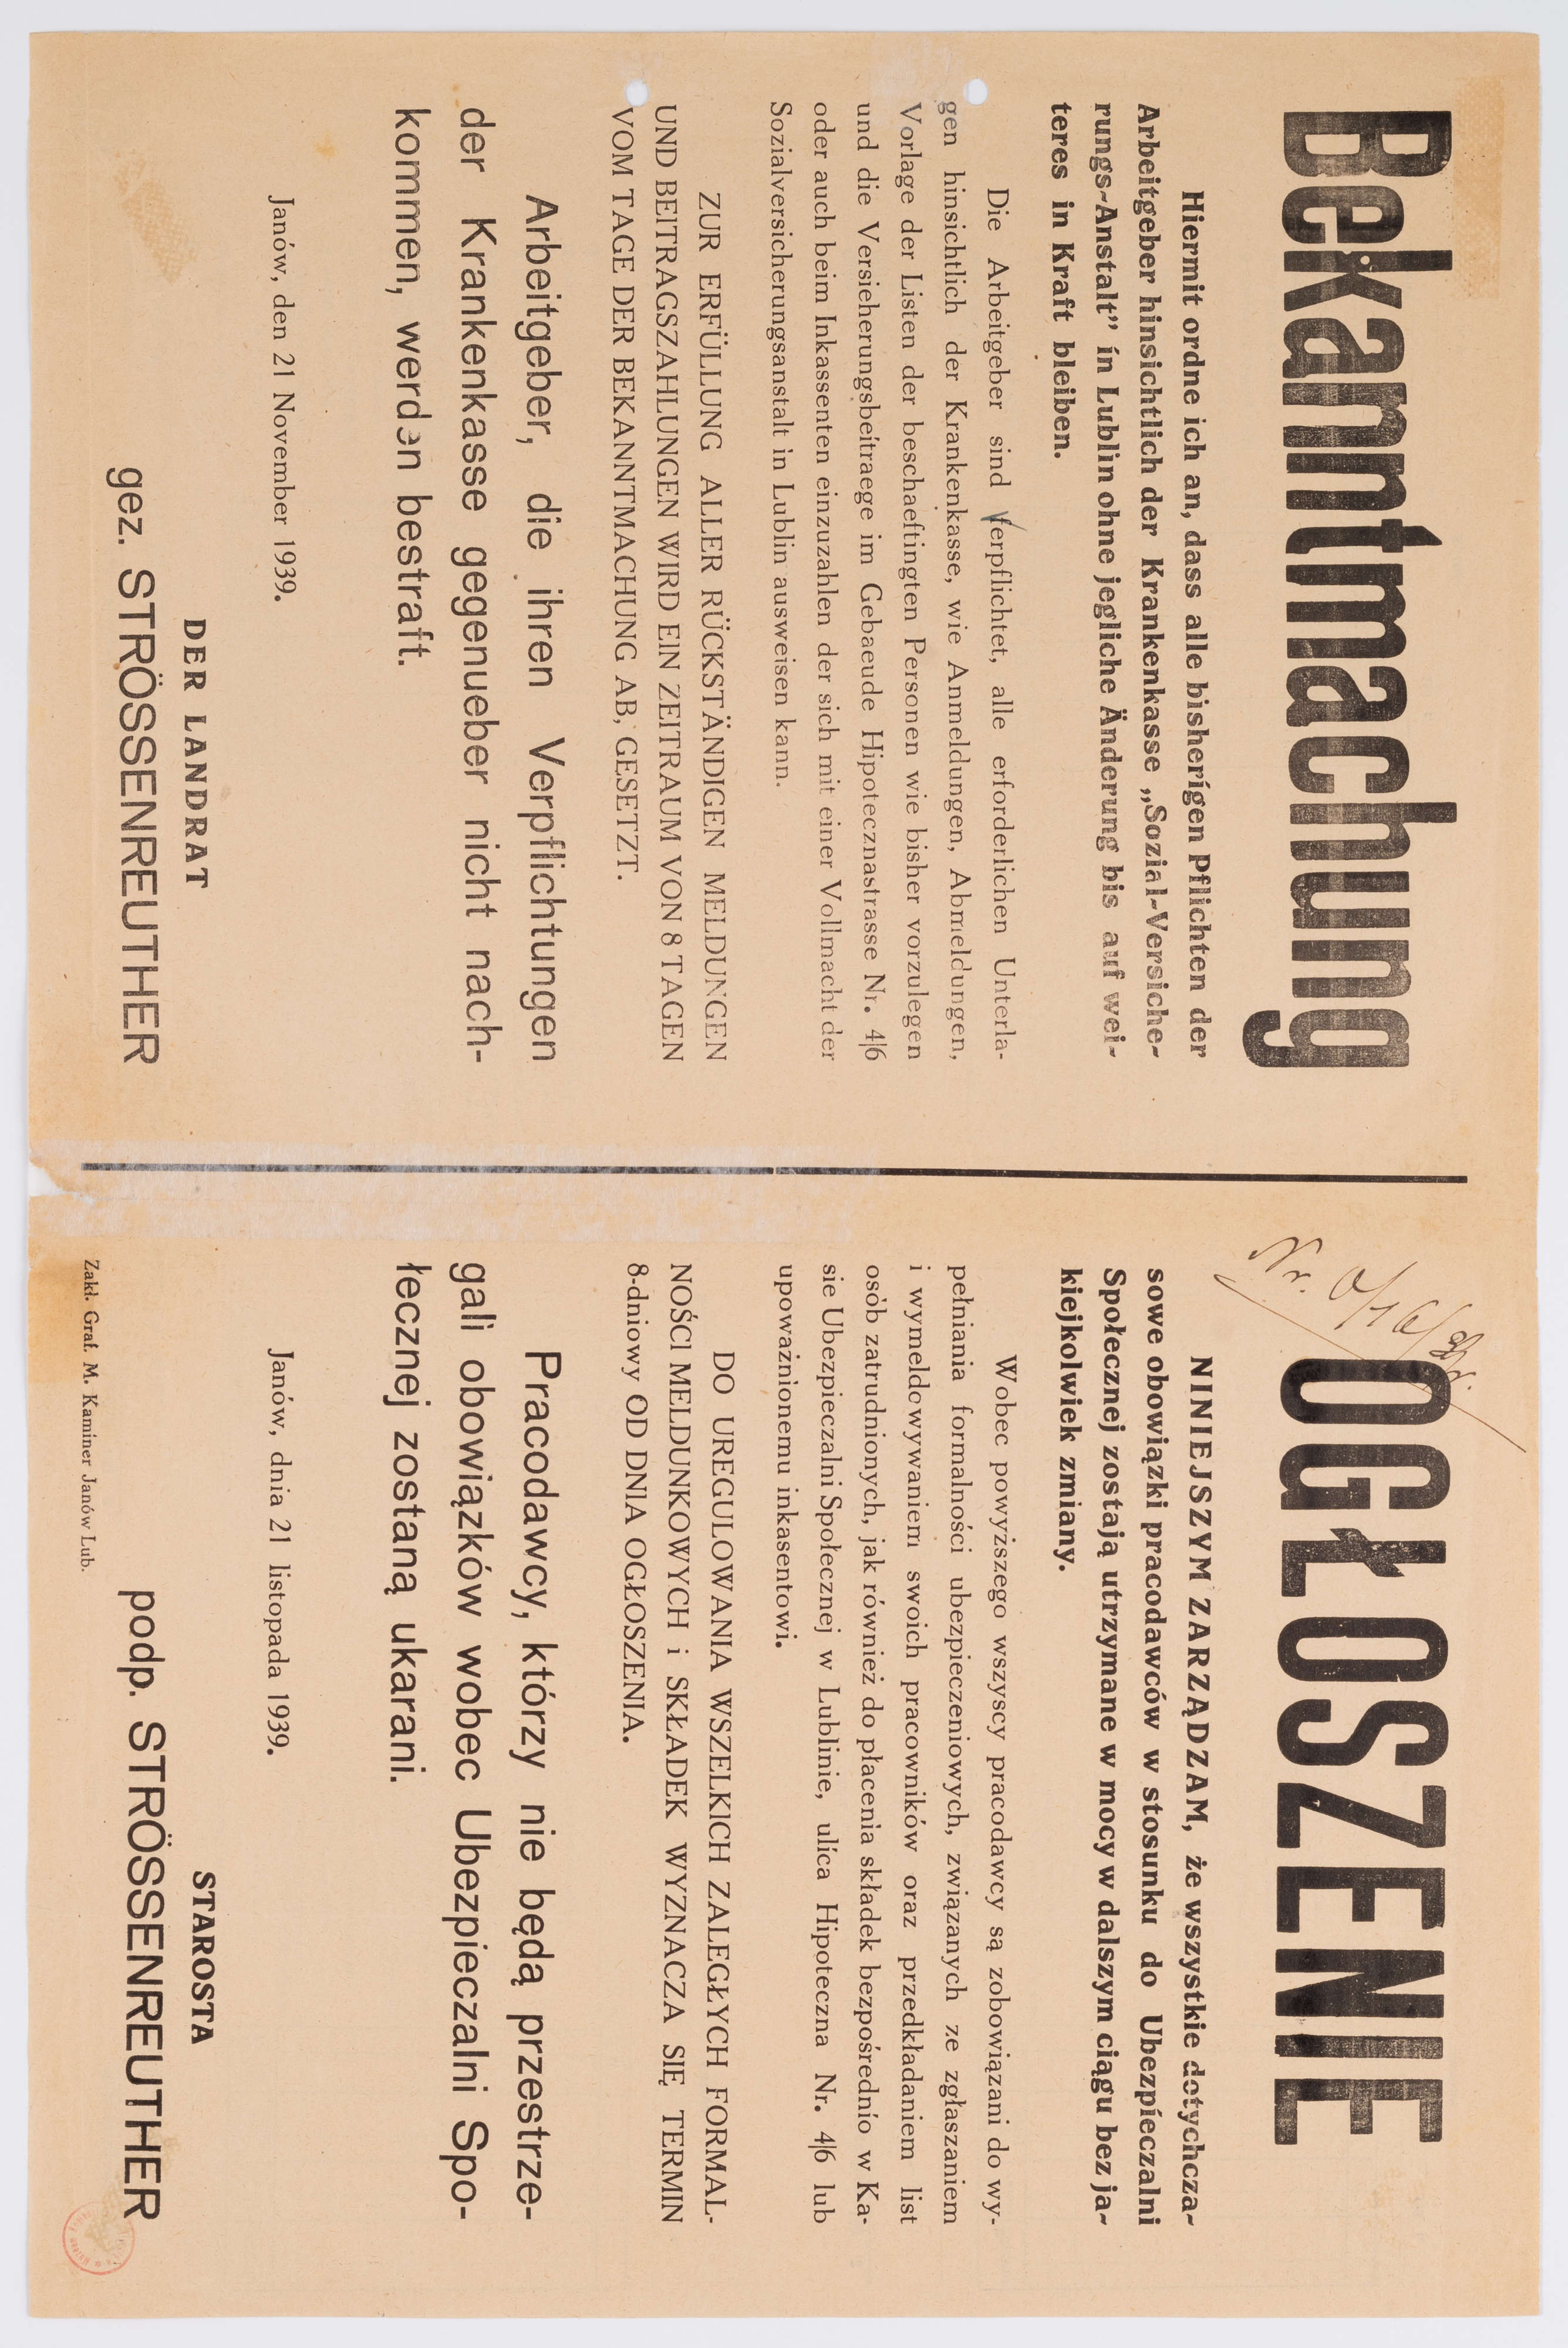 Bekanntmachung
Hiermit ordne ich an, dass alle bisherigen Pflichten der
Arbeitgeber hinsichtlich der Krankenkasse „Sozial-Versiche-
rungs-Anstalt” in Lublin ohne jegliche Änderung bis auf wei-
teres in Kraft bleiben.
Die Arbeitgeber sind verpflichtet, alle erforderlichen Unterla-
gen hinsichtlich der Krankenkasse, wie Anmeldungen, Abmeldungen,
Vorlage der Listen der beschaeftingten Personen wie bisher vorzulegen
und die Versicherungsbeitraege im Gebaeude Hipotecznastrasse Nr. 4|6
oder auch beim Inkassenten einzuzahlen der sich mit einer Vollmacht der
Sozialversicherungsanstalt in Lublin ausweisen kann.
ZUR ERFÜLLUNG ALLER RÜCKSTÄNDIGEN MELDUNGEN
UND BEITRAGSZAHLUNGEN WIRD EIN ZEITRAUM VON 8 TAGEN
VOM TAGE DER BEKANNTMACHUNG AB, GESETZT.
Arbeitgeber, die ihren Verpflichtungen
der Krankenkasse gegenueber nicht nach-
kommen, werden bestraft.
Janów, den 21 November 1939.
DER LANDRAT
gez. STRÖSSENREUTHER
Nr.
OGŁOSZENIE
NINIEJSZYM ZARZĄDZAM, że wszystkie dotychcza-
sowe obowiązki pracodawców w stosunku do Ubezpieczalni
Społecznej zostają utrzymane w mocy w dalszym ciągu bez ja-
kiejkolwiek zmiany.
Wobec powyższego wszyscy pracodawcy są zobowiązani do wy-
pełniania formalności ubezpieczeniowych, związanych ze zgłaszaniem
i wymeldowywaniem swoich pracowników oraz przedkładaniem list
osób zatrudnionych, jak również do płacenia składek bezpośrednio w Ka-
sie Ubezpieczalni Społecznej w Lublinie, ulica Hipoteczna Nr. 4|6 lub
upoważnionemu inkasentowi.
DO UREGULOWANIA WSZELKICH ZALEGŁYCH FORMAL-
NOŚCI MELDUNKOWYCH i SKŁADEK WYZNACZA SIĘ TERMIN
8-dniowy OD DNIA OGŁOSZENIA.
Pracodawcy, którzy nie będą przestrze-
gali obowiązków wobec Ubezpieczalni Spo-
łecznej zostaną ukarani.
Janów, dnia 21 listopada 1939.
STAROSTA
podp. STRÖSSENREUTHER
Zakł. Graf. M. Kaminer Janów Lub.